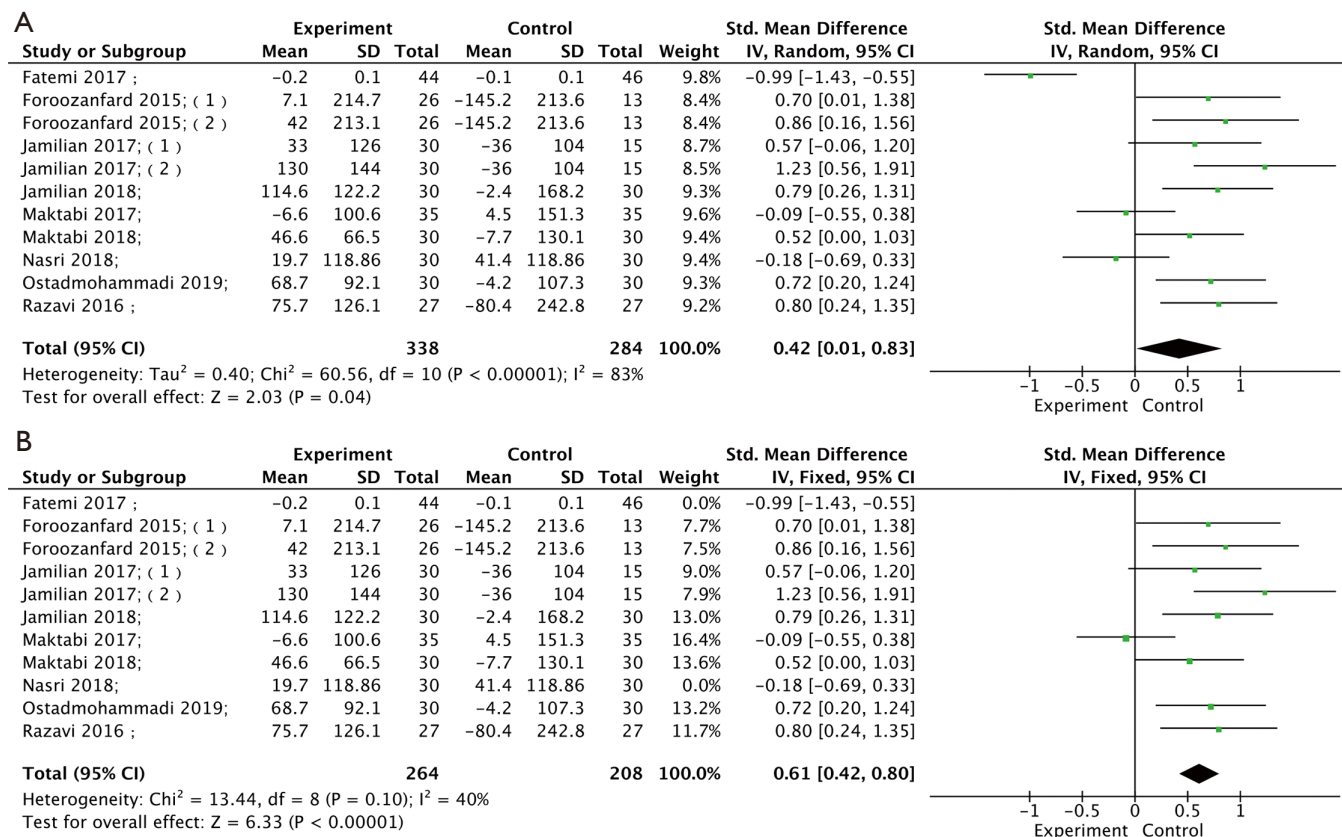 A
Experiment Control Std. Mean Difference Std. Mean Difference
Study or Subgroup Mean SD Total Mean SD Total Weight IV, Random, 95% CI IV, Random, 95% CI
Fatemi 2017 ; −0.2 0.1 44 −0.1 0.1 46 9.8% −0.99 [−1.43, −0.55]
Foroozanfard 2015; ( 1 ) 7.1 214.7 26 −145.2 213.6 13 8.4% 0.70 [0.01, 1.38]
Foroozanfard 2015; ( 2 ) 42 213.1 26 −145.2 213.6 13 8.4% 0.86 [0.16, 1.56]
Jamilian 2017; ( 1 ) 33 126 30 −36 104 15 8.7% 0.57 [−0.06, 1.20]
Jamilian 2017; ( 2 ) 130 144 30 −36 104 15 8.5% 1.23 [0.56, 1.91]
Jamilian 2018; 114.6 122.2 30 −2.4 168.2 30 9.3% 0.79 [0.26, 1.31]
Maktabi 2017; −6.6 100.6 35 4.5 151.3 35 9.6% −0.09 [−0.55, 0.38]
Maktabi 2018; 46.6 66.5 30 −7.7 130.1 30 9.4% 0.52 [0.00, 1.03]
Nasri 2018; 19.7 118.86 30 41.4 118.86 30 9.4% −0.18 [−0.69, 0.33]
Ostadmohammadi 2019; 68.7 92.1 30 −4.2 107.3 30 9.3% 0.72 [0.20, 1.24]
Razavi 2016 ; 75.7 126.1 27 −80.4 242.8 27 9.2% 0.80 [0.24, 1.35]
Total (95% CI) 338 284 100.0% 0.42 [0.01, 0.83]
Heterogeneity: Tau² = 0.40; Chi² = 60.56, df = 10 (P < 0.00001); I² = 83%
Test for overall effect: Z = 2.03 (P = 0.04)
−1 −0.5 0 0.5 1
Experiment Control
B
Experiment Control Std. Mean Difference Std. Mean Difference
Study or Subgroup Mean SD Total Mean SD Total Weight IV, Fixed, 95% CI IV, Fixed, 95% CI
Fatemi 2017 ; −0.2 0.1 44 −0.1 0.1 46 0.0% −0.99 [−1.43, −0.55]
Foroozanfard 2015; ( 1 ) 7.1 214.7 26 −145.2 213.6 13 7.7% 0.70 [0.01, 1.38]
Foroozanfard 2015; ( 2 ) 42 213.1 26 −145.2 213.6 13 7.5% 0.86 [0.16, 1.56]
Jamilian 2017; ( 1 ) 33 126 30 −36 104 15 9.0% 0.57 [−0.06, 1.20]
Jamilian 2017; ( 2 ) 130 144 30 −36 104 15 7.9% 1.23 [0.56, 1.91]
Jamilian 2018; 114.6 122.2 30 −2.4 168.2 30 13.0% 0.79 [0.26, 1.31]
Maktabi 2017; −6.6 100.6 35 4.5 151.3 35 16.4% −0.09 [−0.55, 0.38]
Maktabi 2018; 46.6 66.5 30 −7.7 130.1 30 13.6% 0.52 [0.00, 1.03]
Nasri 2018; 19.7 118.86 30 41.4 118.86 30 0.0% −0.18 [−0.69, 0.33]
Ostadmohammadi 2019; 68.7 92.1 30 −4.2 107.3 30 13.2% 0.72 [0.20, 1.24]
Razavi 2016 ; 75.7 126.1 27 −80.4 242.8 27 11.7% 0.80 [0.24, 1.35]
Total (95% CI) 264 208 100.0% 0.61 [0.42, 0.80]
Heterogeneity: Chi² = 13.44, df = 8 (P = 0.10); I² = 40%
Test for overall effect: Z = 6.33 (P < 0.00001)
−1 −0.5 0 0.5 1
Experiment Control